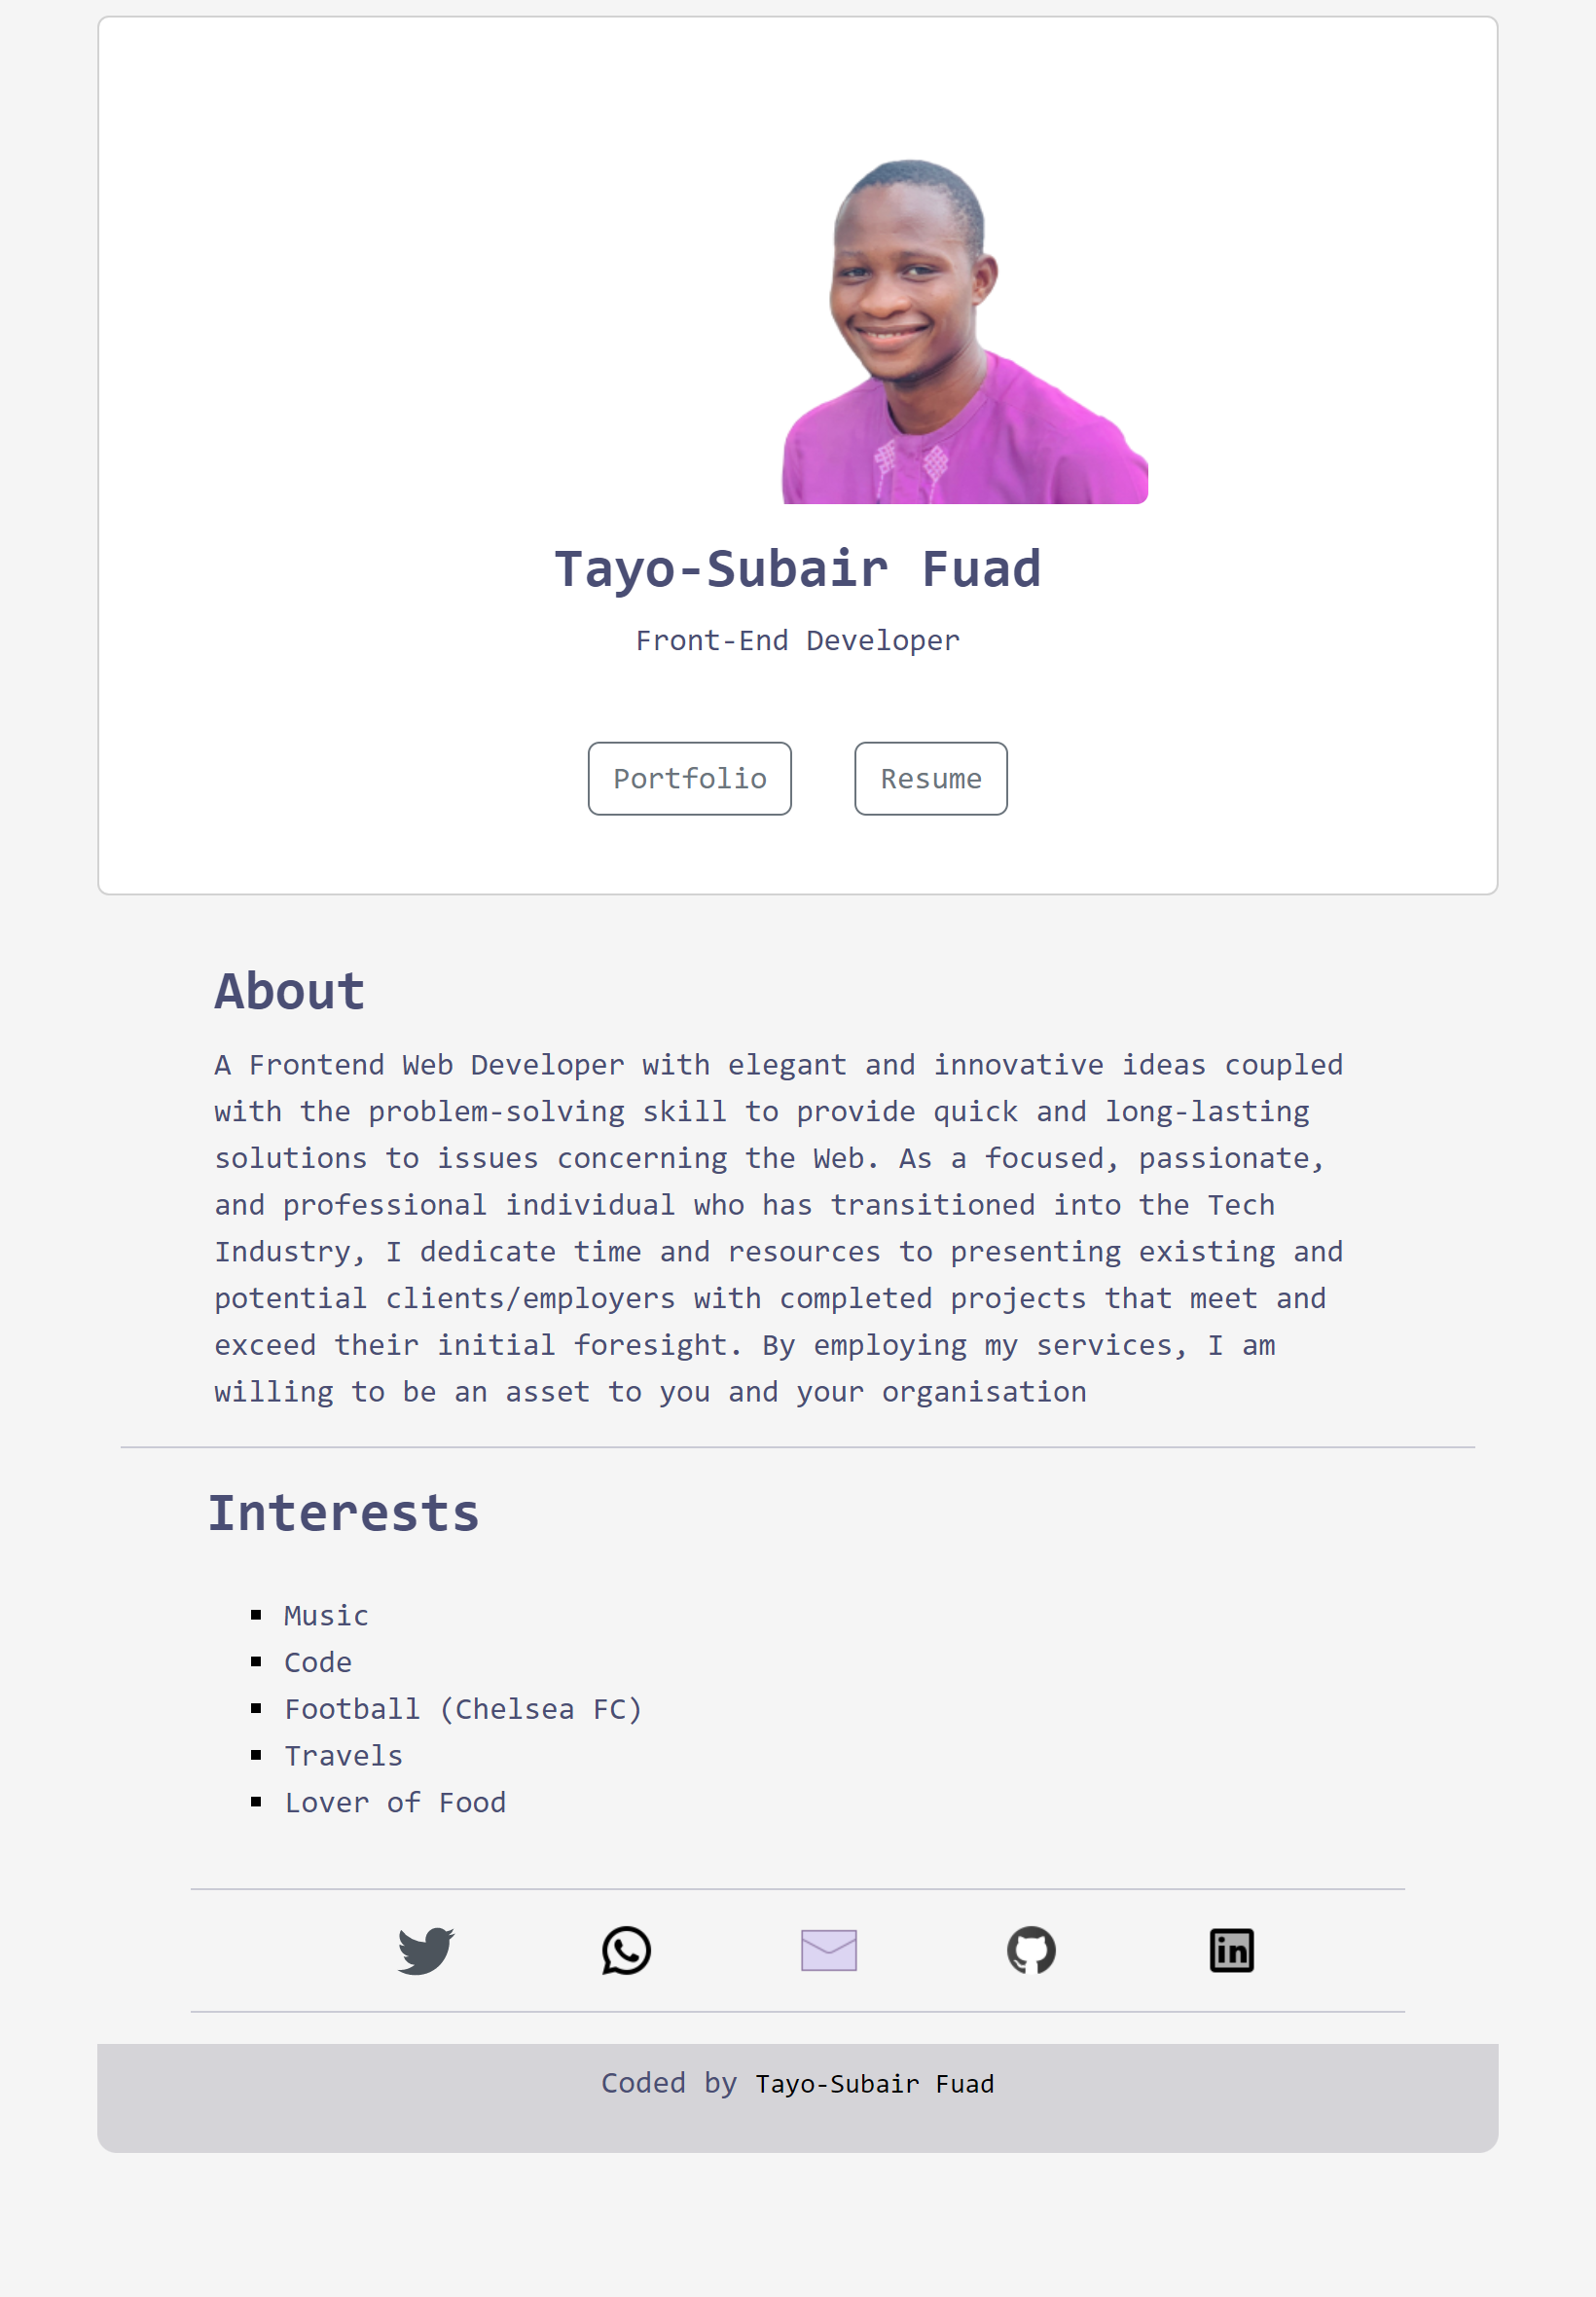 Tayo-Subair Fuad
Front-End Developer
Portfolio
Resume
About
A Frontend Web Developer with elegant and innovative ideas coupled
with the problem-solving skill to provide quick and long-lasting
solutions to issues concerning the Web. As a focused, passionate,
and professional individual who has transitioned into the Tech
Industry, I dedicate time and resources to presenting existing and
potential clients/employers with completed projects that meet and
exceed their initial foresight. By employing my services, I am
willing to be an asset to you and your organisation
Interests
Music
Code
Football (Chelsea FC)
Travels
Lover of Food
in
Coded by Tayo-Subair Fuad